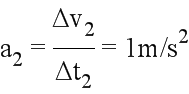 a₂ = Δv₂ / Δt₂ = 1m/s²